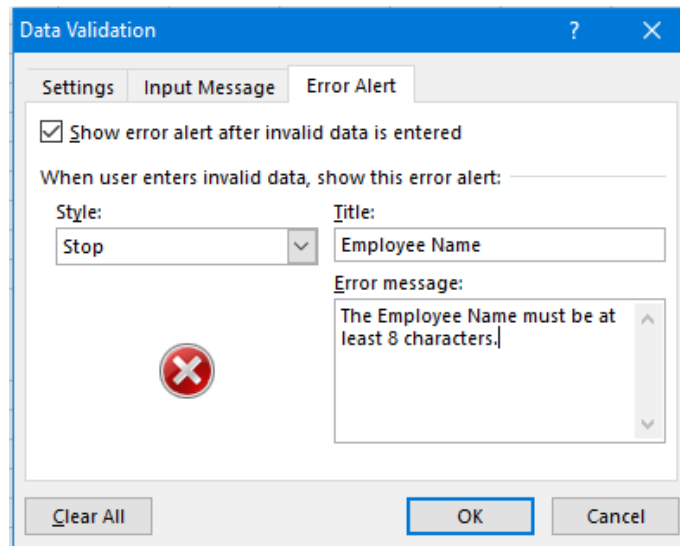 Data Validation ? ×
Settings Input Message Error Alert
Show error alert after invalid data is entered
When user enters invalid data, show this error alert:
Style: Title:
Stop Employee Name
Error message:
The Employee Name must be at
least 8 characters.
Clear All OK Cancel